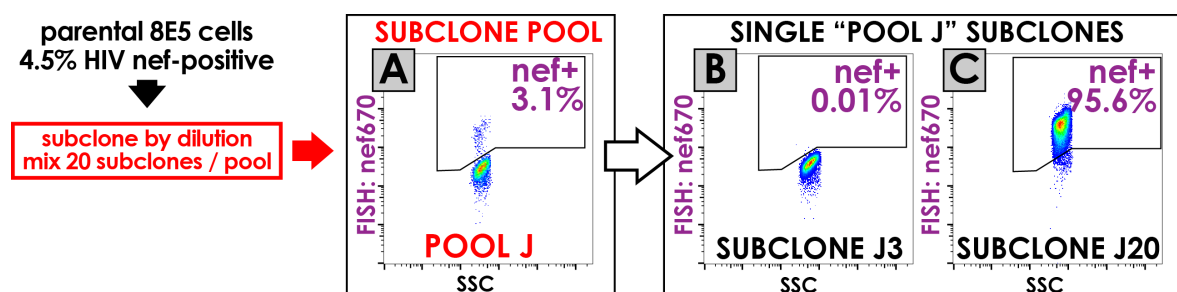 parental 8E5 cells
4.5% HIV nef-positive
subclone by dilution
mix 20 subclones / pool
SUBCLONE POOL
A
nef+
3.1%
FISH: nef670
POOL J
SSC
SINGLE “POOL J” SUBCLONES
B
nef+
0.01%
FISH: nef670
SUBCLONE J3
SSC
C
nef+
95.6%
FISH: nef670
SUBCLONE J20
SSC